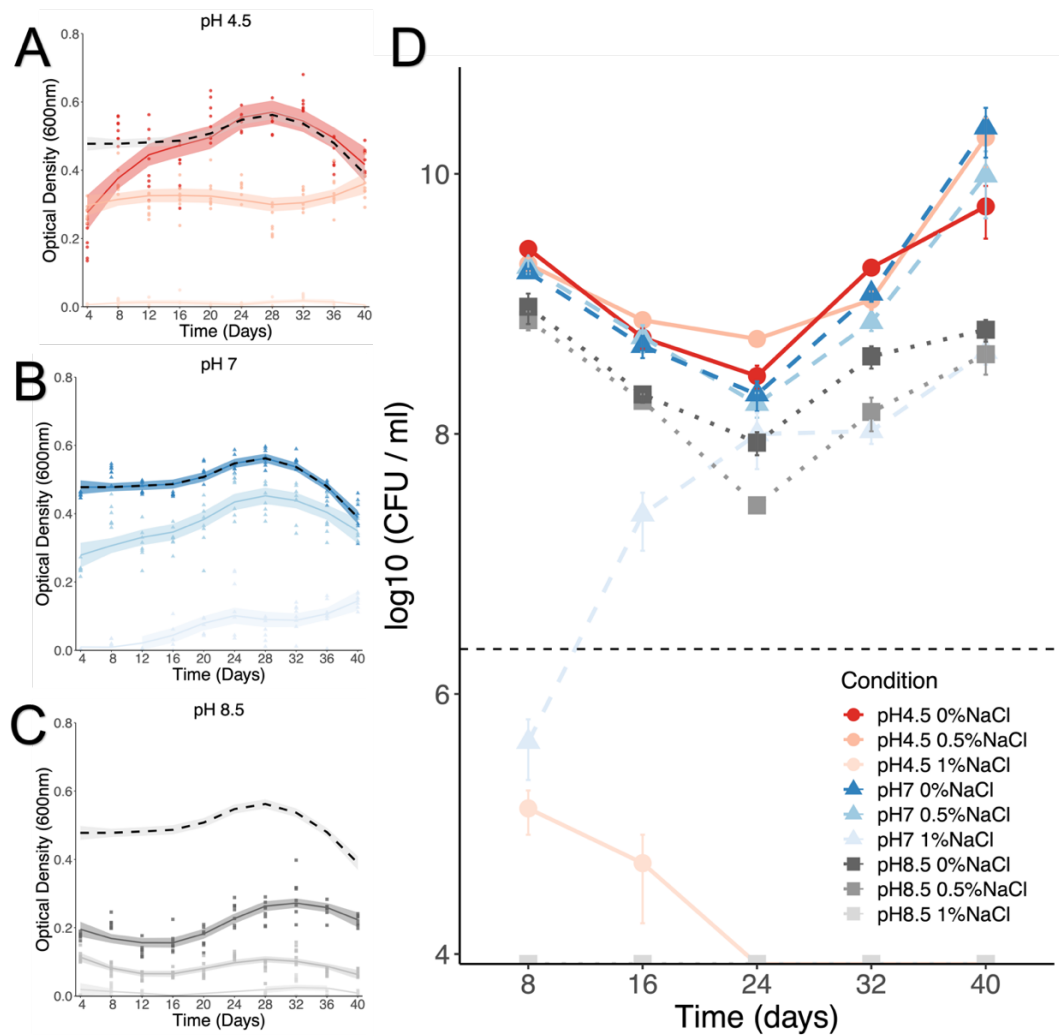 A
pH 4.5
Optical Density (600nm)
0.8
0.6
0.4
0.2
0.0
4 8 12 16 20 24 28 32 36 40
Time (Days)
B
pH 7
Optical Density (600nm)
0.8
0.6
0.4
0.2
0.0
4 8 12 16 20 24 28 32 36 40
Time (Days)
C
pH 8.5
Optical Density (600nm)
0.8
0.6
0.4
0.2
0.0
4 8 12 16 20 24 28 32 36 40
Time (Days)
D
log10 (CFU / ml)
10
8
6
4
8 16 24 32 40
Time (days)
Condition
pH4.5 0%NaCl
pH4.5 0.5%NaCl
pH4.5 1%NaCl
pH7 0%NaCl
pH7 0.5%NaCl
pH7 1%NaCl
pH8.5 0%NaCl
pH8.5 0.5%NaCl
pH8.5 1%NaCl